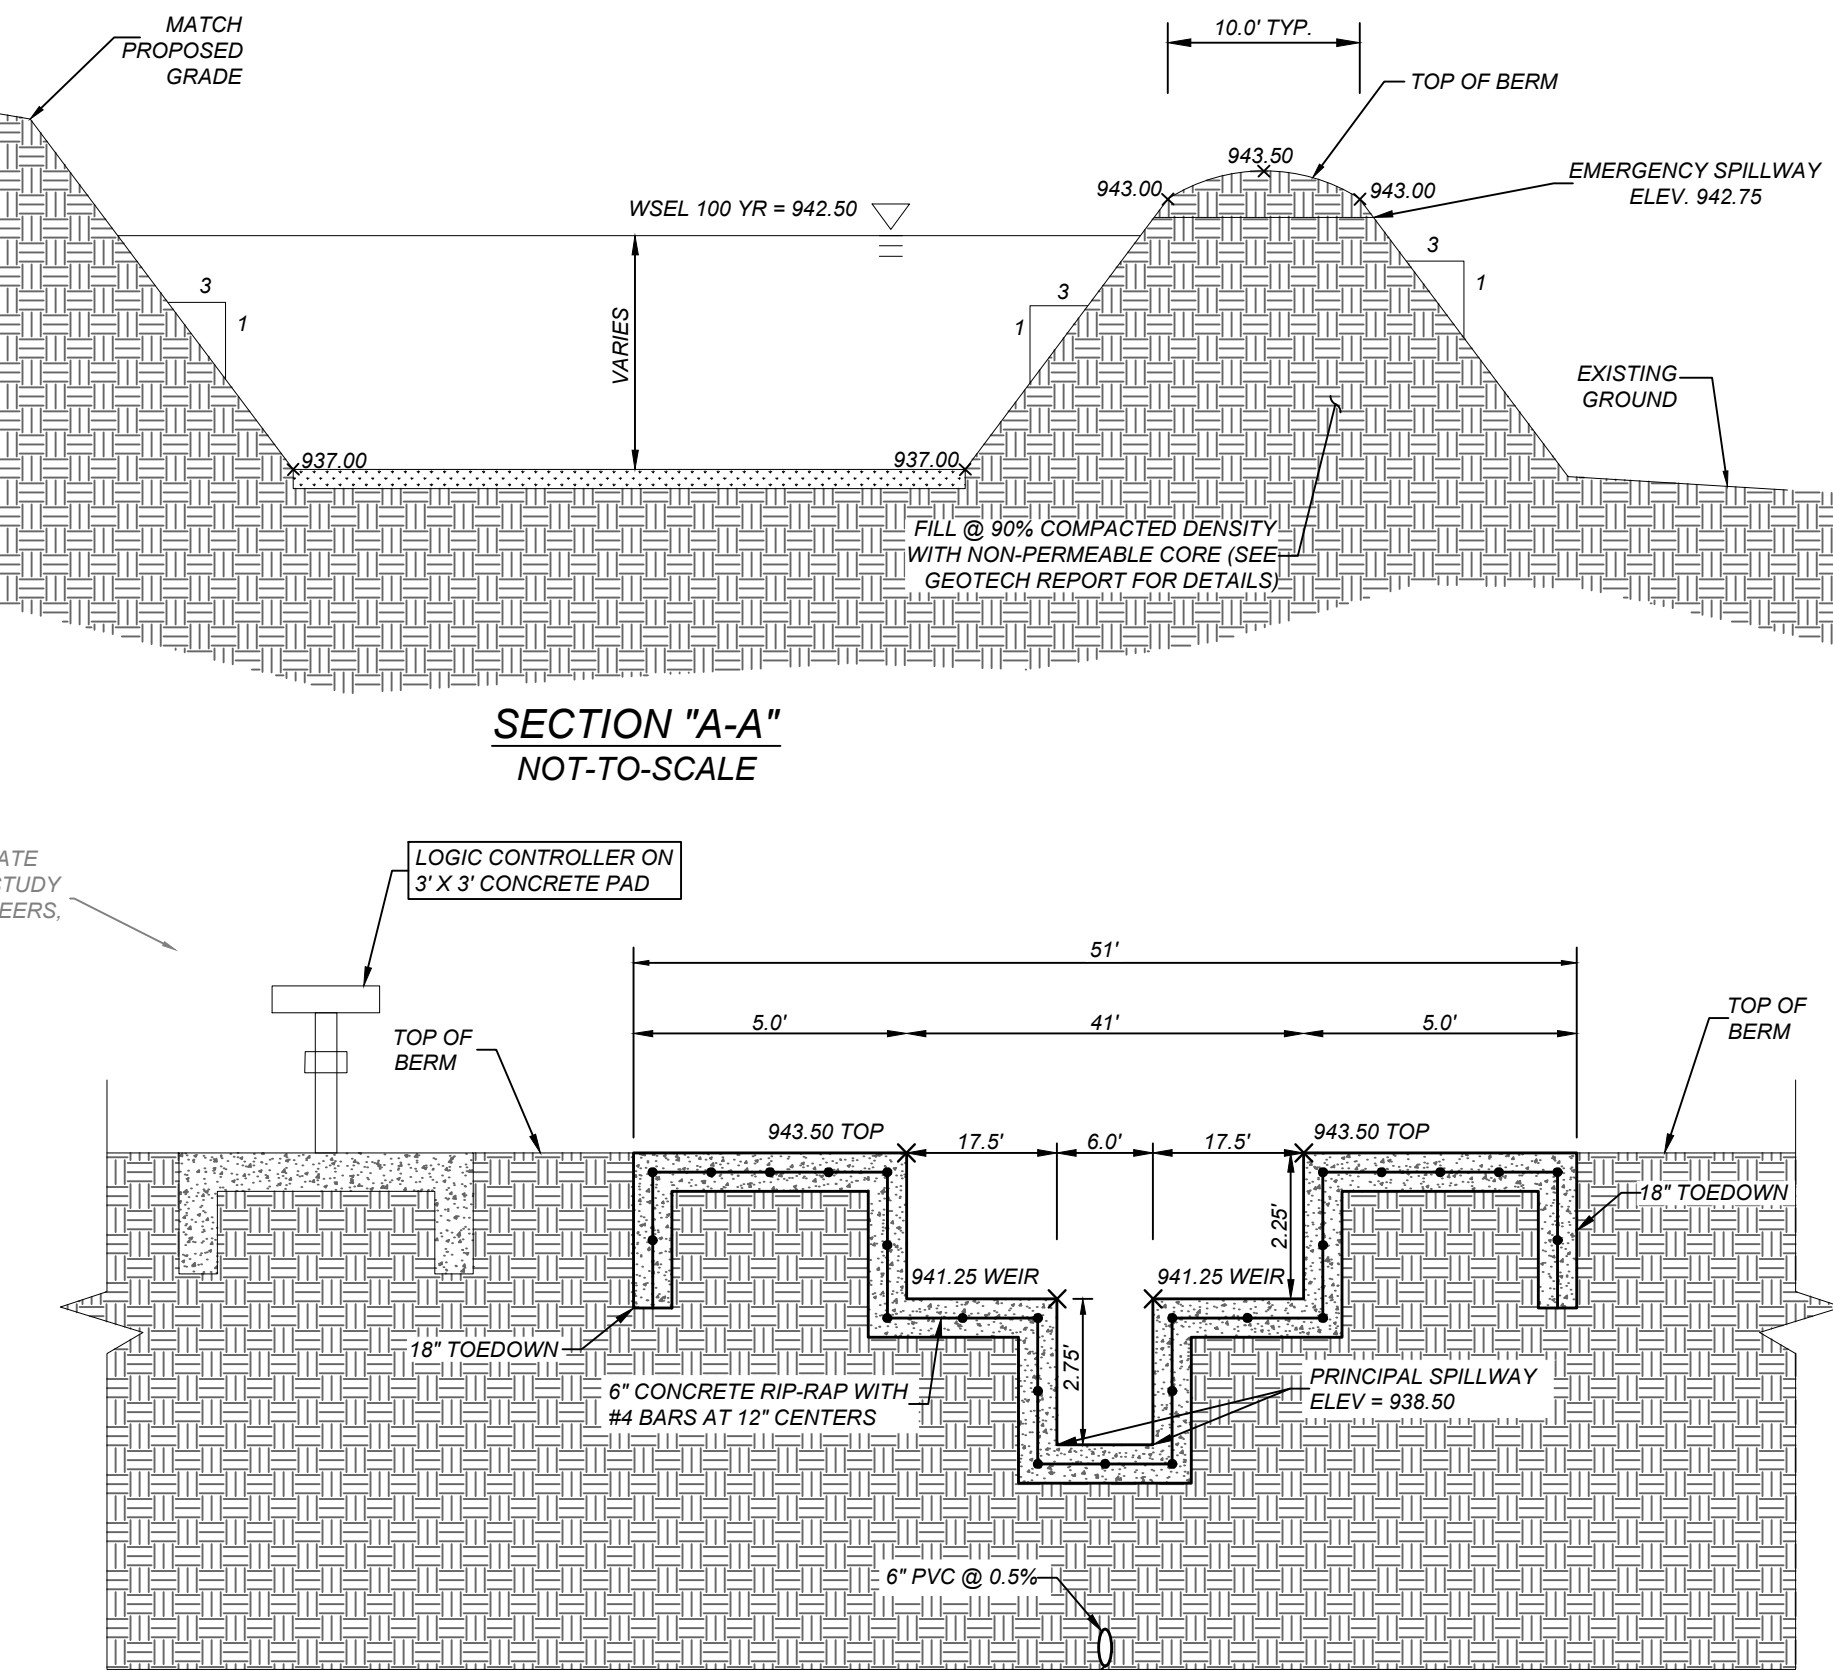 MATCH
PROPOSED
GRADE
10.0' TYP.
TOP OF BERM
943.50
943.00
943.00
EMERGENCY SPILLWAY
ELEV. 942.75
WSEL 100 YR = 942.50
3
1
VARIES
3
1
3
1
EXISTING
GROUND
937.00
937.00
FILL @ 90% COMPACTED DENSITY
WITH NON-PERMEABLE CORE (SEE
GEOTECH REPORT FOR DETAILS)
SECTION "A-A"
NOT-TO-SCALE
ATE
STUDY
EERS,
LOGIC CONTROLLER ON
3' X 3' CONCRETE PAD
51'
5.0'
41'
5.0'
TOP OF
BERM
TOP OF
BERM
943.50 TOP
17.5'
6.0'
17.5'
943.50 TOP
18" TOEDOWN
2.25'
941.25 WEIR
941.25 WEIR
18" TOEDOWN
2.75'
6" CONCRETE RIP-RAP WITH
#4 BARS AT 12" CENTERS
PRINCIPAL SPILLWAY
ELEV = 938.50
6" PVC @ 0.5%